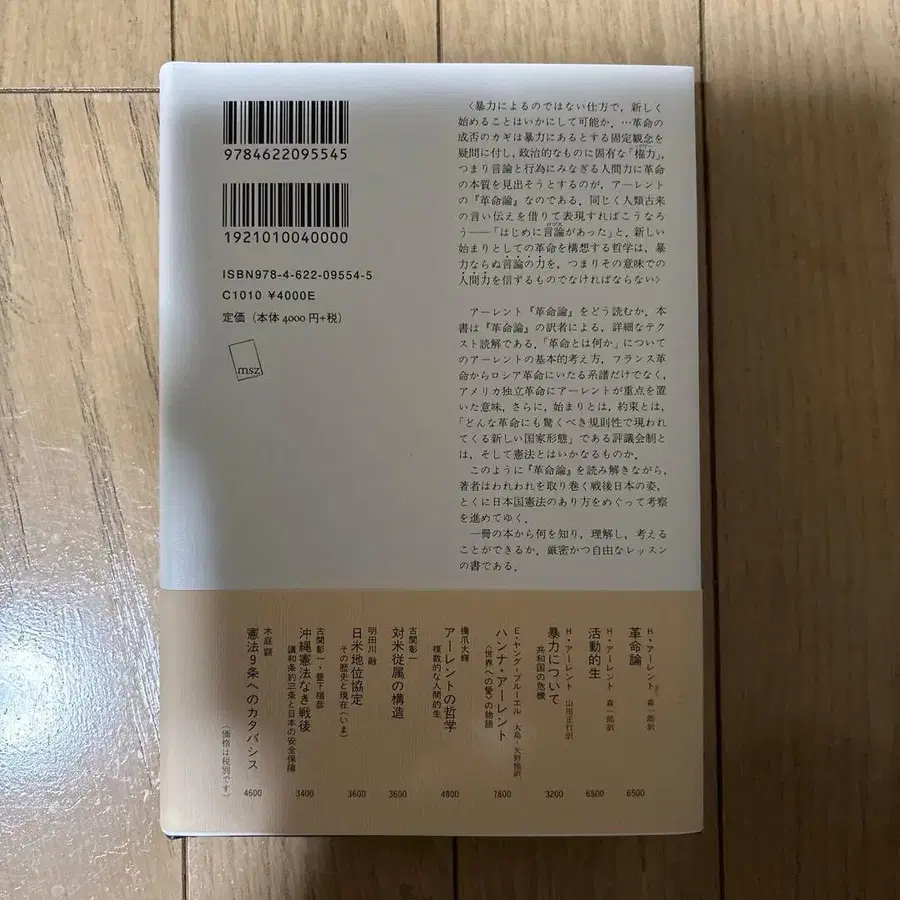 9784622095545
1921010040000
ISBN978-4-622-09554-5
C1010 ¥4000E
定価（本体 4000 円+税）
msz
〈暴力によるのではない仕方で，新しく
始めることはいかにして可能か．…革命の
成否のカギは暴力にあるとする固定観念を
疑問に付し，政治的なものに固有な「権力」，
つまり言論と行為にみなぎる人間力に革命
の本質を見出そうとするのが，アーレント
の『革命論』なのである．同じく人類古来
の言い伝えを借りて表現すればこうなろ
う——「はじめに言論があった」と．新しい
始まりとしての革命を構想する哲学は，暴
力ならぬ言論の力を，つまりその意味での
人間力を信ずるものでなければならない〉
アーレント『革命論』をどう読むか．本
書は『革命論』の訳者による，詳細なテク
スト読解である．「革命とは何か」について
のアーレントの基本的考え方，フランス革
命からロシア革命にいたる系譜だけでなく，
アメリカ独立革命にアーレントが重点を置
いた意味，さらに，始まりとは，約束とは，
「どんな革命にも驚くべき規則性で現われ
てくる新しい国家形態」である評議会制と
は，そして憲法とはいかなるものか．
このように『革命論』を読み解きながら，
著者はわれわれを取り巻く戦後日本の姿，
とくに日本国憲法のあり方をめぐって考察
を進めてゆく．
一冊の本から何を知り，理解し，考える
ことができるか．厳密かつ自由なレッスン
の書である．
H・アーレント 森一郎訳
革命論
6500
H・アーレント 森一郎訳
活動的生
6500
H・アーレント 山田正行訳
暴力について
共和国の危機
3200
E・ヤング＝ブルーエル 大島・矢野他訳
ハンナ・アーレント
〈世界への愛〉の物語
7800
橋爪大輝
アーレントの哲学
複数的な人間的生
4800
古関彰一
対米従属の構造
3600
明田川融
日米地位協定
その歴史と現在（いま）
3600
古関彰一・豊下楢彦
沖縄 憲法なき戦後
講和条約三条と日本の安全保障
3400
木庭顕
憲法9条へのカタバシス
4600
（価格は税別です）